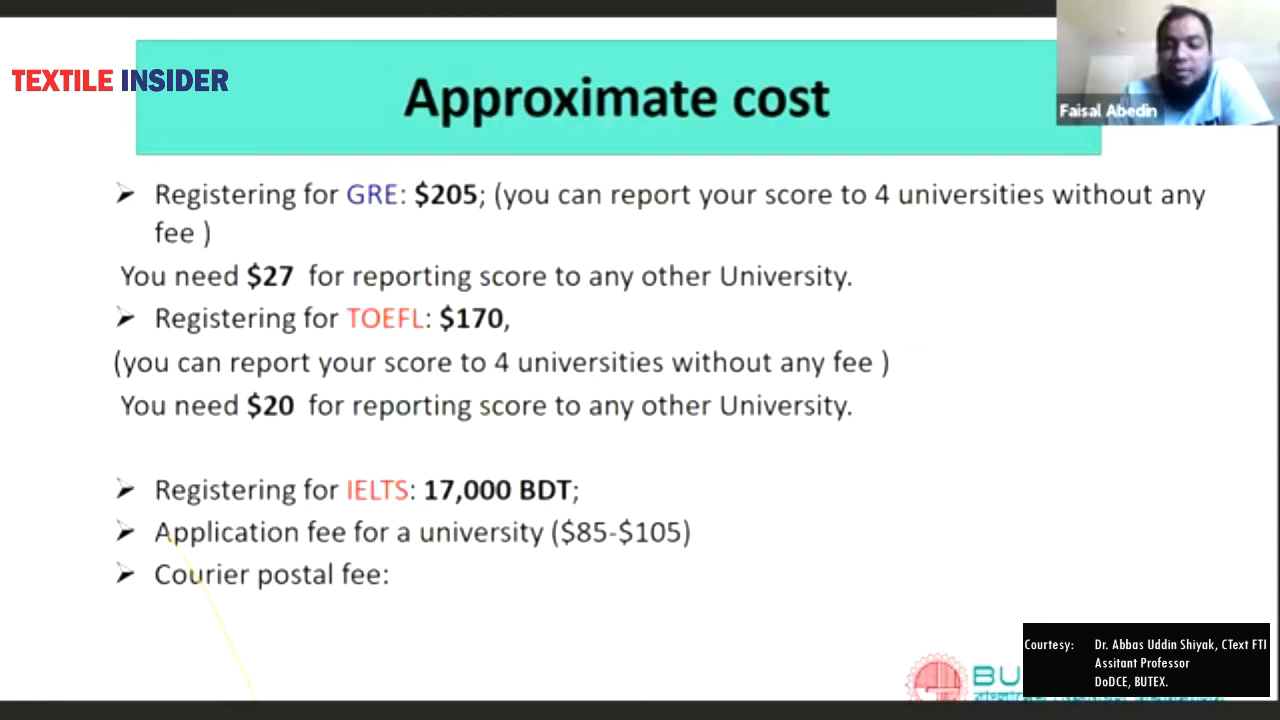 TEXTILE INSIDER
Approximate cost
Faisal Abedin
➢ Registering for GRE: $205; (you can report your score to 4 universities without any
fee )
You need $27 for reporting score to any other University.
➢ Registering for TOEFL: $170,
(you can report your score to 4 universities without any fee )
You need $20 for reporting score to any other University.
➢ Registering for IELTS: 17,000 BDT;
➢ Application fee for a university ($85-$105)
➢ Courier postal fee:
Courtesy: Dr. Abbas Uddin Shiyak, CText FTI
Assitant Professor
DoDCE, BUTEX.
BU